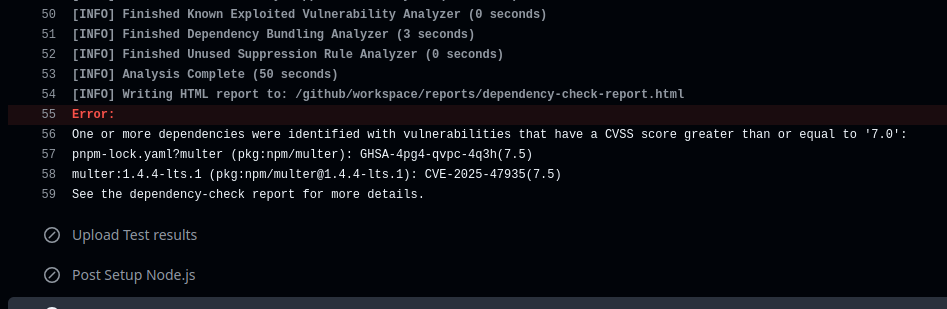 50 [INFO] Finished Known Exploited Vulnerability Analyzer (0 seconds)
51 [INFO] Finished Dependency Bundling Analyzer (3 seconds)
52 [INFO] Finished Unused Suppression Rule Analyzer (0 seconds)
53 [INFO] Analysis Complete (50 seconds)
54 [INFO] Writing HTML report to: /github/workspace/reports/dependency-check-report.html
55 Error:
56 One or more dependencies were identified with vulnerabilities that have a CVSS score greater than or equal to '7.0':
57 pnpm-lock.yaml?multer (pkg:npm/multer): GHSA-4pg4-qvpc-4q3h(7.5)
58 multer:1.4.4-lts.1 (pkg:npm/multer@1.4.4-lts.1): CVE-2025-47935(7.5)
59 See the dependency-check report for more details.
Upload Test results
Post Setup Node.js